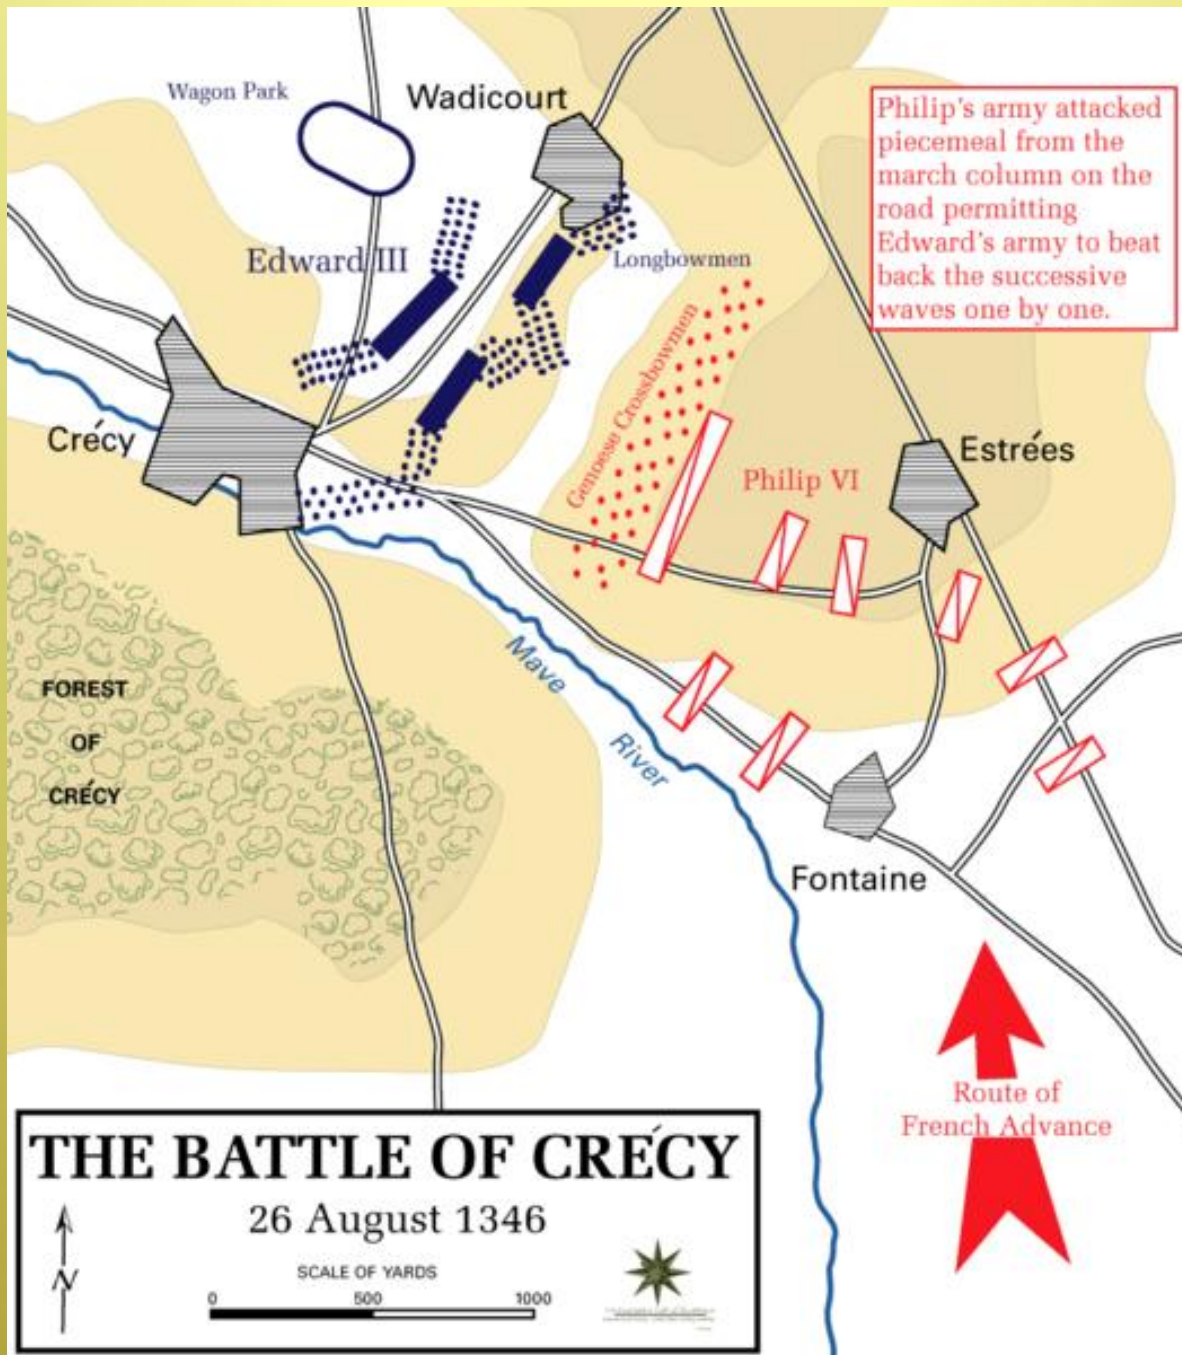 Wagon Park
Wadicourt
Philip's army attacked
piecemeal from the
march column on the
road permitting
Edward's army to beat
back the successive
waves one by one.
Edward III
Longbowmen
Genoese Crossbowmen
Crécy
Estrées
Philip VI
Mave
River
FOREST
OF
CRÉCY
Fontaine
Route of
French Advance
THE BATTLE OF CRÉCY
26 August 1346
N
SCALE OF YARDS
0 500 1000